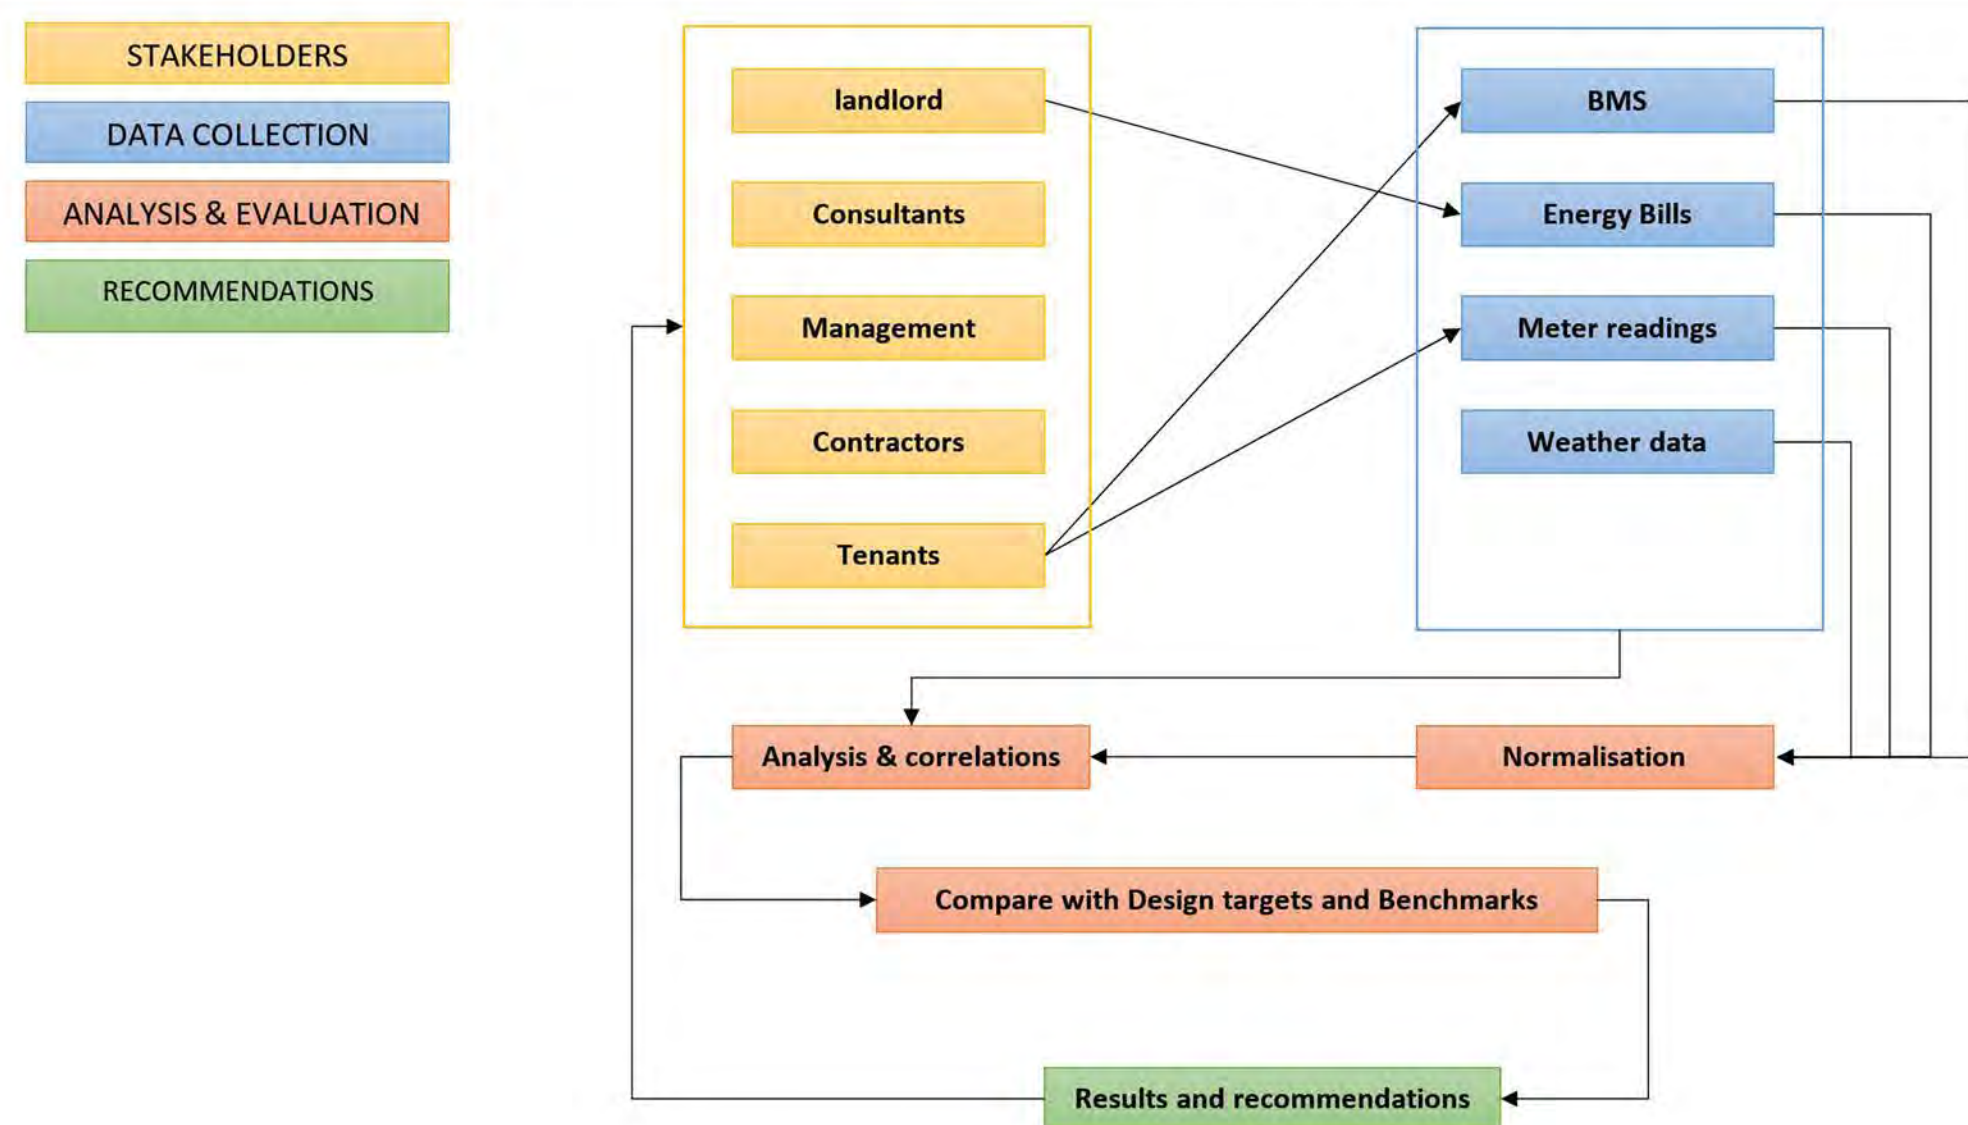 STAKEHOLDERS
DATA COLLECTION
ANALYSIS & EVALUATION
RECOMMENDATIONS
landlord
Consultants
Management
Contractors
Tenants
BMS
Energy Bills
Meter readings
Weather data
Analysis & correlations
Normalisation
Compare with Design targets and Benchmarks
Results and recommendations